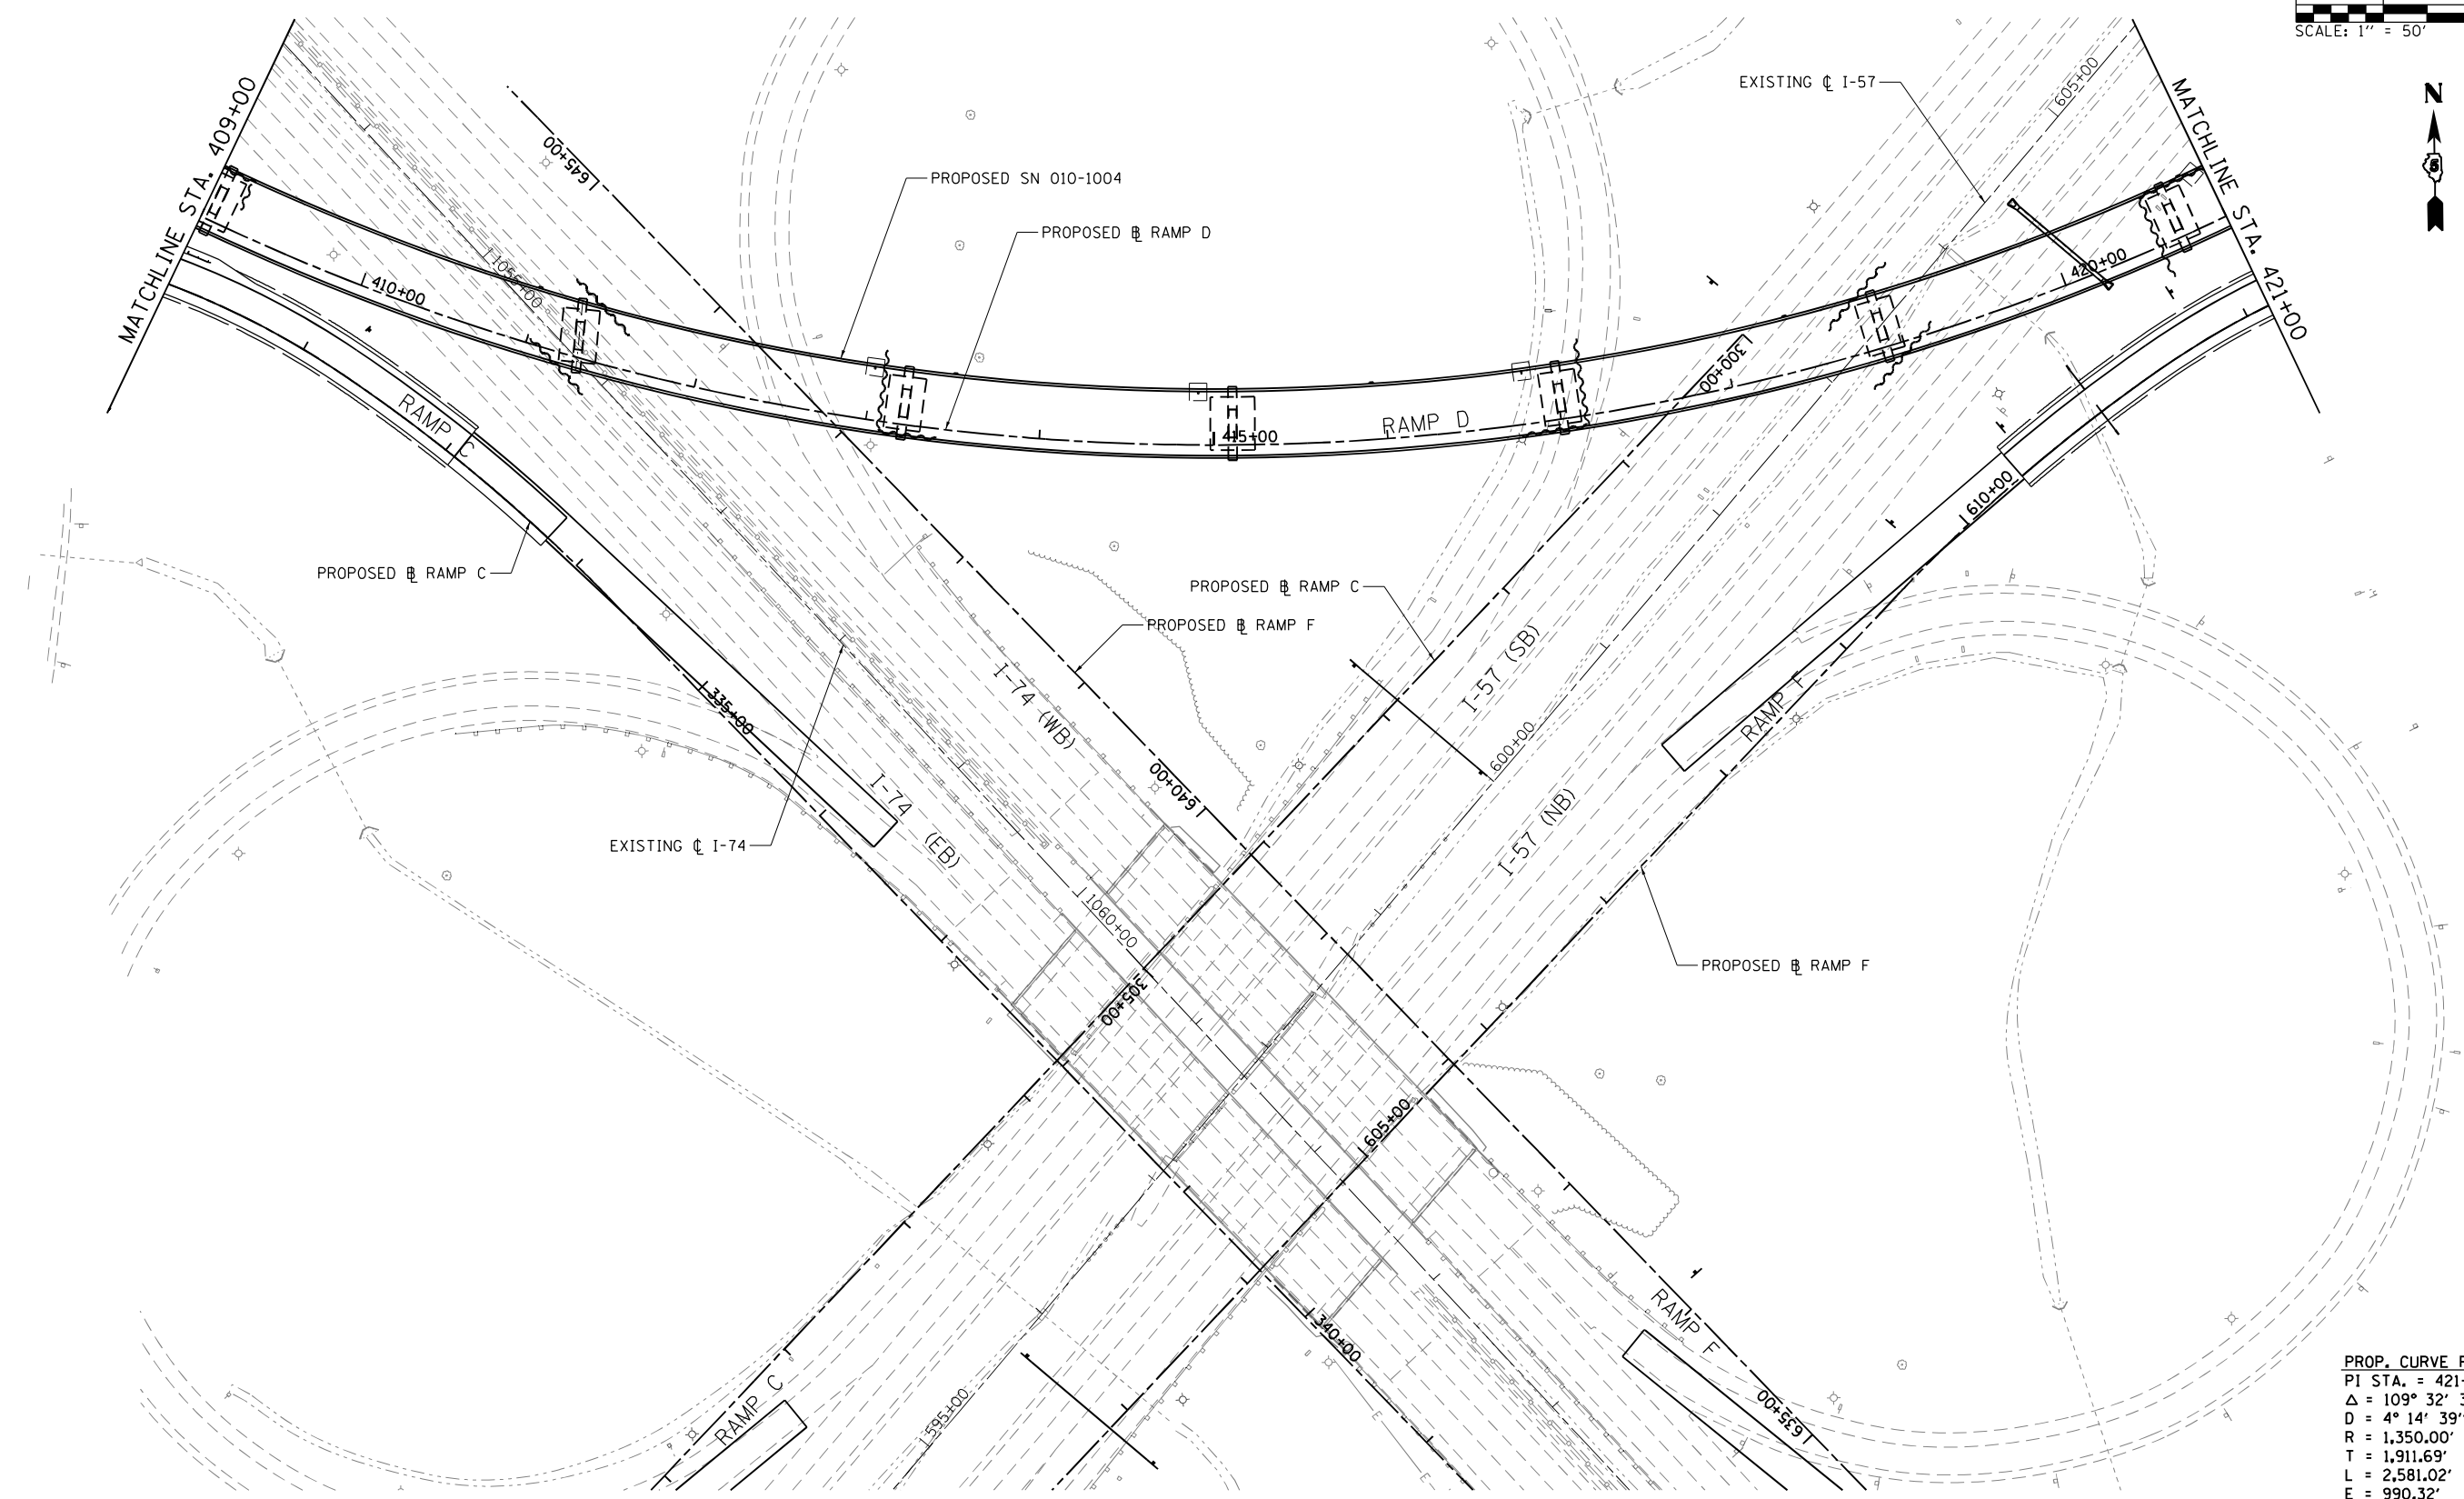 SCALE: 1'' = 50'
N
MATCHLINE STA. 409+00
MATCHLINE STA. 421+00
EXISTING ℄ I-57
605+00
645+00
PROPOSED SN 010-1004
PROPOSED ⅊ RAMP D
1056+00
410+00
420+00
300+00
RAMP D
415+00
RAMP C
610+00
PROPOSED ⅊ RAMP C
PROPOSED ⅊ RAMP C
PROPOSED ⅊ RAMP F
I-57 (SB)
I-74 (WB)
335+00
RAMP F
600+00
640+00
I-74 (EB)
I-57 (NB)
EXISTING ℄ I-74
1060+00
PROPOSED ⅊ RAMP F
305+00
605+00
RAMP F
340+00
RAMP C
595+00
635+00
E
E
PROP. CURVE
PI STA. = 421
Δ = 109° 32'
D = 4° 14' 39"
R = 1,350.00'
T = 1,911.69'
L = 2,581.02'
E = 990.32'